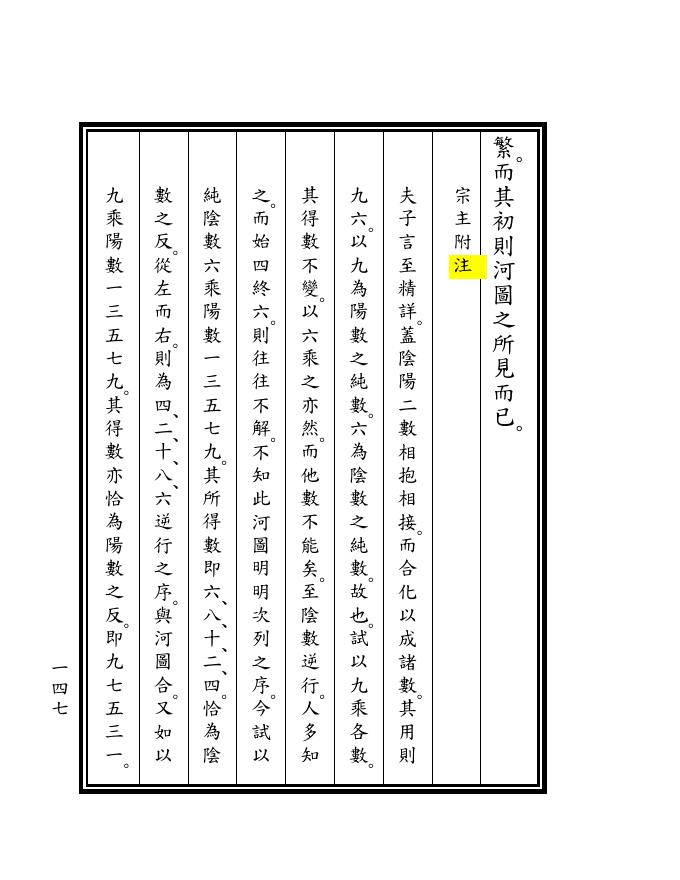 繁。而其初則河圖之所見而已。
宗主附注
夫子言至精詳。蓋陰陽二數相抱相接。而合化以成諸數。其用則
九六。以九為陽數之純數。六為陰數之純數。故也。試以九乘各數。
其得數不變。以六乘之亦然。而他數不能矣。至陰數逆行。人多知
之。而始四終六。則往往不解。不知此河圖明明次列之序。今試以
純陰數六乘陽數一三五七九。其所得數即六、八、十、二、四。恰為陰
數之反。從左而右。則為四、二、十、八、六逆行之序。與河圖合。又如以
九乘陽數一三五七九。其得數亦恰為陽數之反。即九七五三一。
一四七